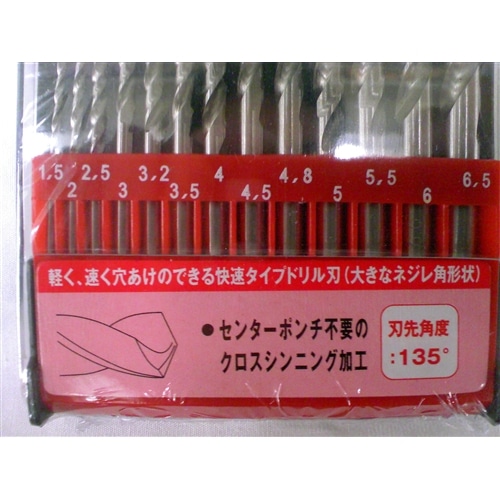 1,5 2 2,5 3 3,2 3,5 4 4,5 4,8 5 5,5 6 6,5
軽く、速く穴あけのできる快速タイプドリル刃(大きなネジレ角形状)
●センターポンチ不要の
クロスシンニング加工
刃先角度
:135°